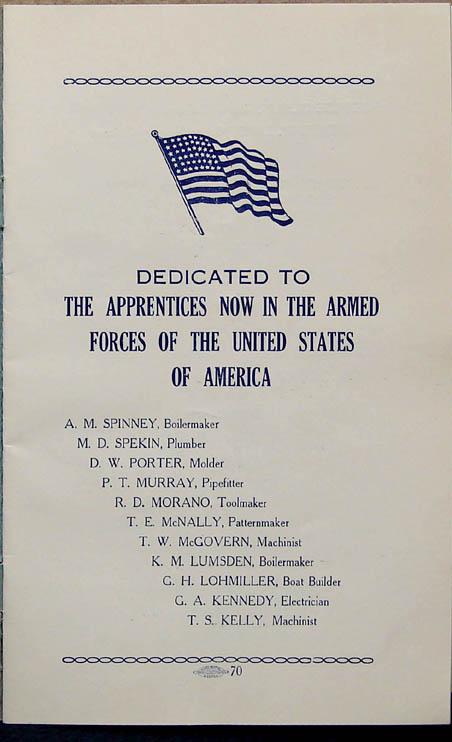 DEDICATED TO
THE APPRENTICES NOW IN THE ARMED
FORCES OF THE UNITED STATES
OF AMERICA
A. M. SPINNEY, Boilermaker
M. D. SPEKIN, Plumber
D. W. PORTER, Molder
P. T. MURRAY, Pipefitter
R. D. MORANO, Toolmaker
T. E. McNALLY, Patternmaker
T. W. McGOVERN, Machinist
K. M. LUMSDEN, Boilermaker
G. H. LOHMILLER, Boat Builder
G. A. KENNEDY, Electrician
T. S. KELLY, Machinist
70